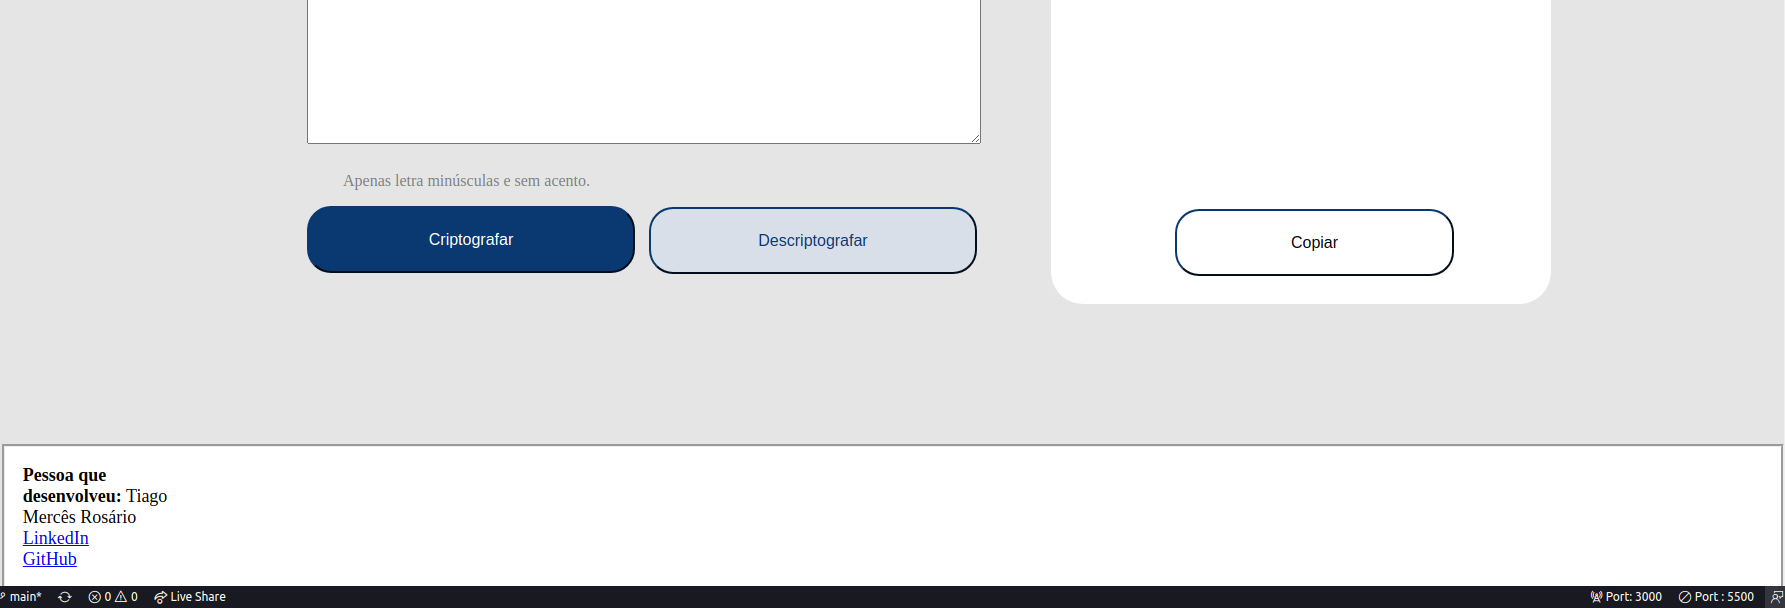 Apenas letra minúsculas e sem acento.
Criptografar
Descriptografar
Copiar
Pessoa que
desenvolveu: Tiago
Mercês Rosário
LinkedIn
GitHub
main* 0 0 Live Share Port: 3000 Port : 5500